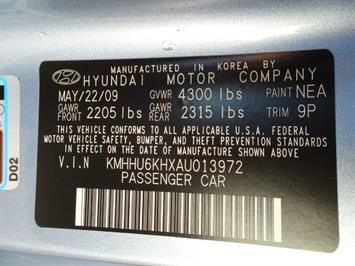 MANUFACTURED IN KOREA BY
HYUNDAI MOTOR COMPANY
MAY/22/09 GVWR 4300 lbs PAINT NEA
GAWR FRONT 2205 lbs GAWR REAR 2315 lbs TRIM 9P
THIS VEHICLE CONFORMS TO ALL APPLICABLE U.S.A. FEDERAL
MOTOR VEHICLE SAFETY, BUMPER, AND THEFT PREVENTION STANDARDS
IN EFFECT ON THE DATE OF MANUFACTURE SHOWN ABOVE.
V.I.N KMHHU6KHXAU013972
PASSENGER CAR
D02